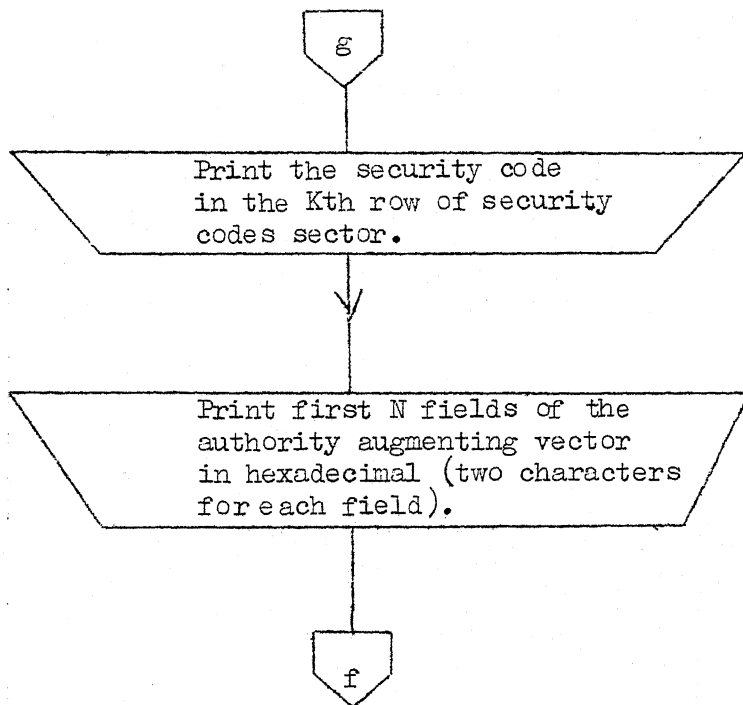 g
Print the security code
in the Kth row of security
codes sector.
Print first N fields of the
authority augmenting vector
in hexadecimal (two characters
for each field).
f